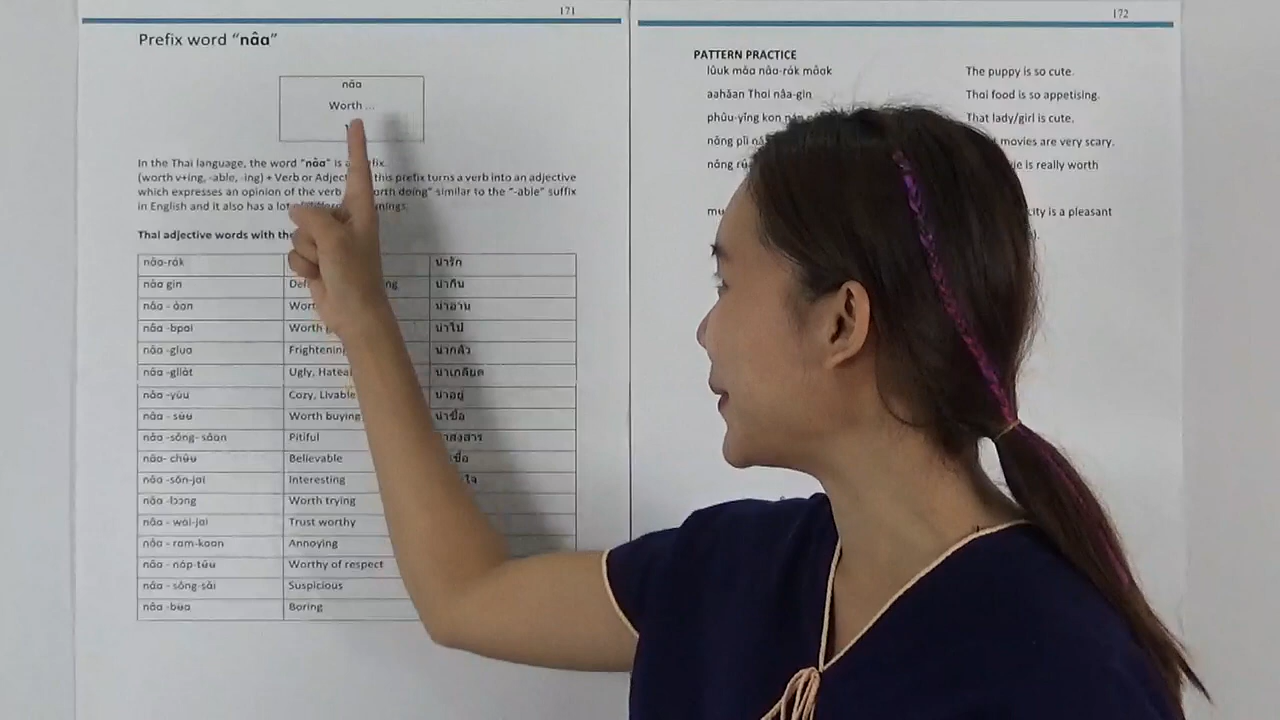 171
Prefix word “nâa”
nâa
Worth ...
In the Thai language, the word “nâa” is a
(worth v+ing, -able, -ing) + Verb or this prefix turns a verb into an adjective
which expresses an opinion of the verb doing” similar to the “-able” suffix
in English and it also has a lot
Thai adjective words with the
nâa-rák น่ารัก
nâa gin น่ากิน
nâa - àan น่าอ่าน
nâa -bpai Worth น่าไป
nâa -glua Frightening น่ากลัว
nâa -gliàt Ugly, น่าเกลียด
nâa -yùu Cozy, Livable น่าอยู่
nâa - súu Worth buying น่าซื้อ
nâa -sǒng- sǎan Pitiful
nâa- chʉ̂ʉ Believable
nâa -sǒn-jai Interesting
nâa -lɔɔng Worth trying
nâa - wái-jai Trust worthy
nâa - ram-kaan Annoying
nâa - náp-tʉ̌ʉ Worthy of respect
nâa - sǒng-sǎi Suspicious
nâa -bʉ̀a Boring
172
PATTERN PRACTICE
lûuk mǎa nâa-rák mâak The puppy is so cute.
aahǎan Thai nâa-gin Thai food is so appetising.
phûu-yǐng kon That lady/girl is cute.
nǎng pǐi movies are very scary.
nǎng is really worth
city is a pleasant